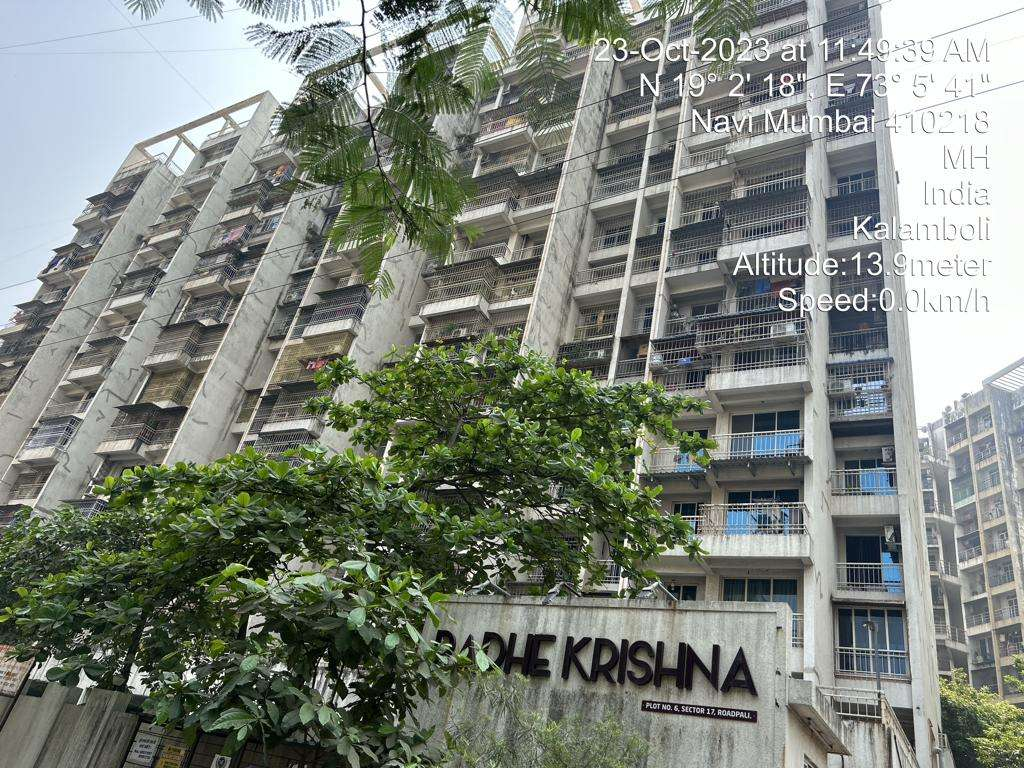 23-Oct-2023 at 11:49:39 AM
N 19° 2' 18", E 73° 5' 41"
Navi Mumbai 410218
MH
India
Kalamboli
Altitude:13.9meter
Speed:0.0km/h
RADHE KRISHNA
PLOT NO. 6, SECTOR 17, ROADPALI.